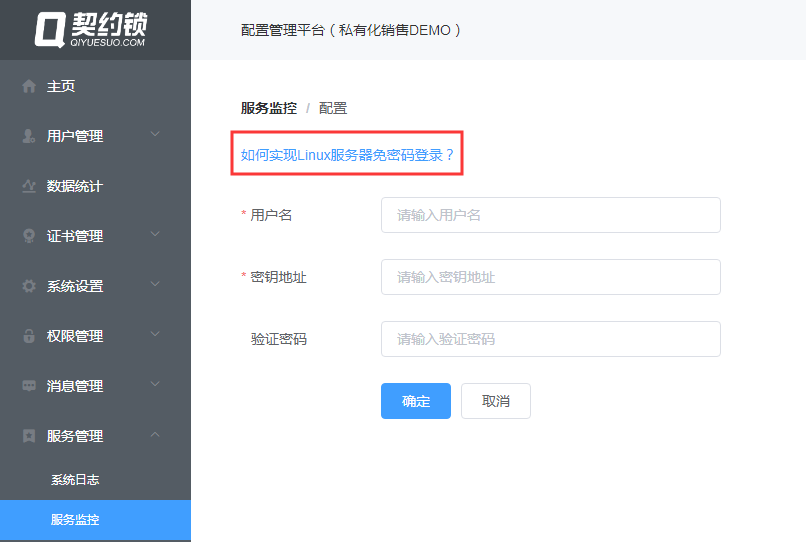 契约锁
QIYUESUO.COM
配置管理平台（私有化销售DEMO）
主页
用户管理
数据统计
证书管理
系统设置
权限管理
消息管理
服务管理
系统日志
服务监控
服务监控 / 配置
如何实现Linux服务器免密码登录？
* 用户名 请输入用户名
* 密钥地址 请输入密钥地址
验证密码 请输入验证密码
确定 取消